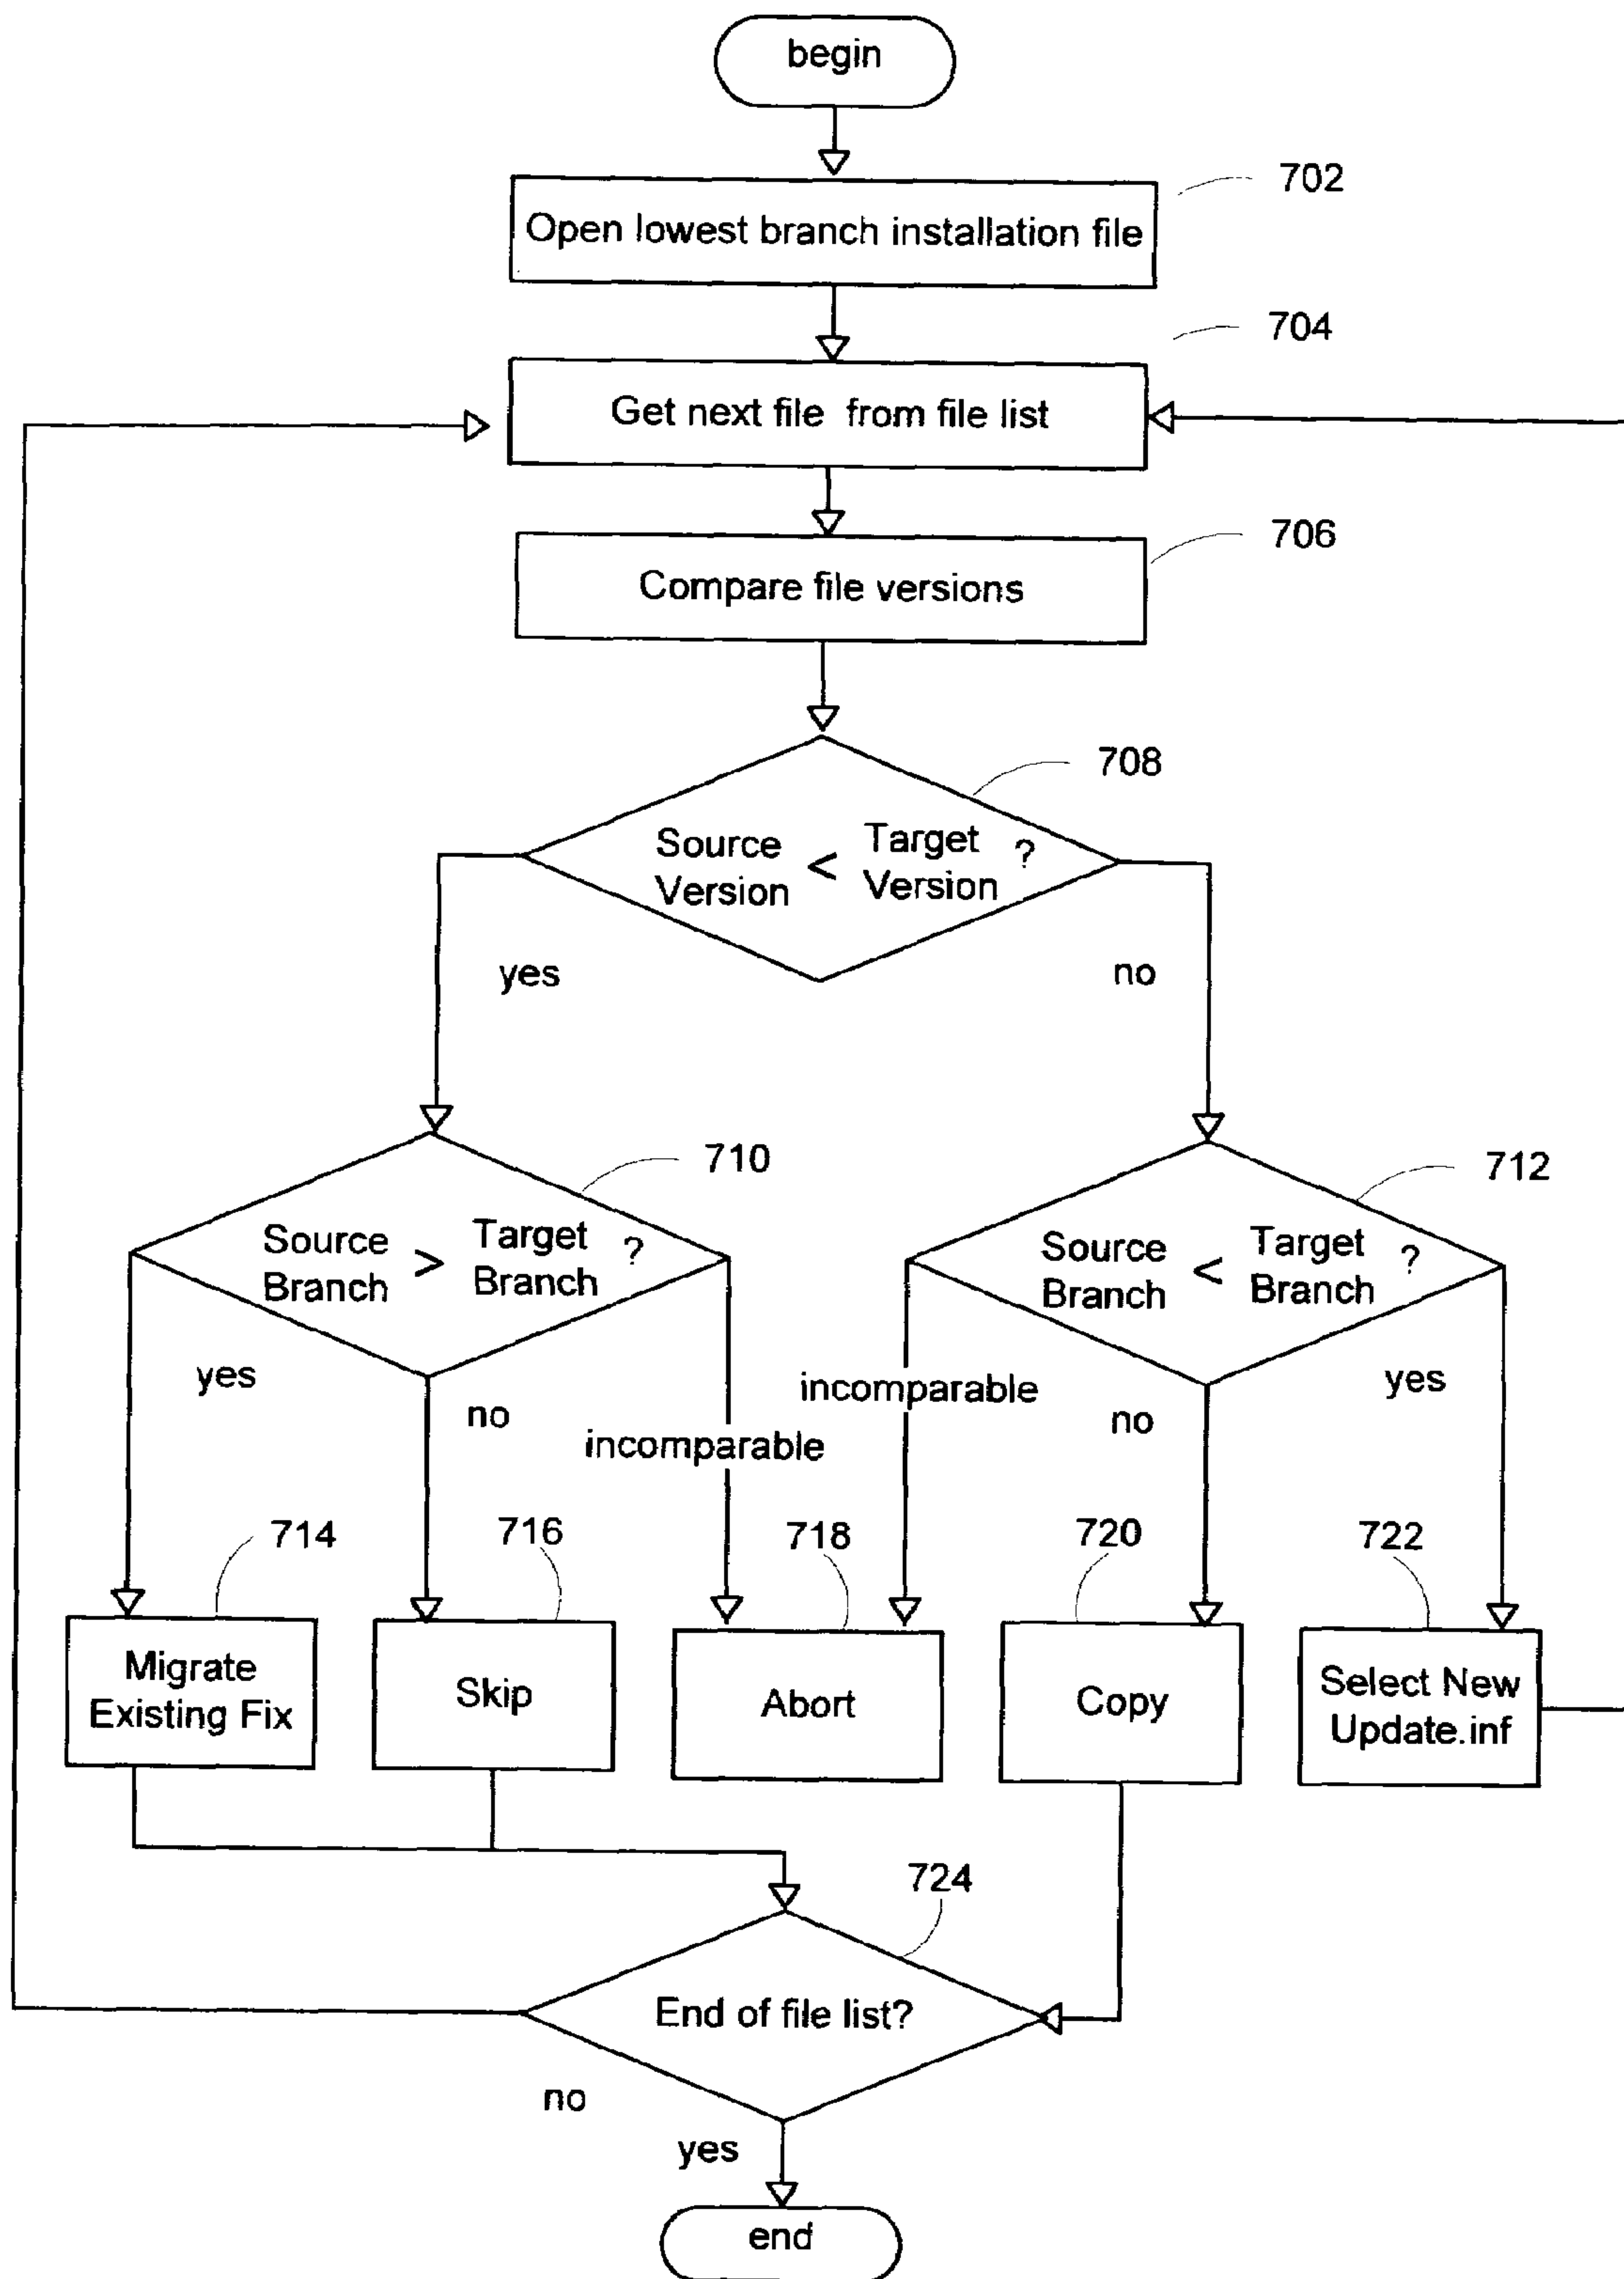 begin
702
Open lowest branch installation file
704
Get next file from file list
706
Compare file versions
708
Source Version < Target Version ?
yes
no
710
Source Branch > Target Branch ?
712
Source Branch < Target Branch ?
yes
no
incomparable
incomparable
no
yes
714
716
718
720
722
Migrate
Existing Fix
Skip
Abort
Copy
Select New
Update.inf
724
End of file list?
no
yes
end